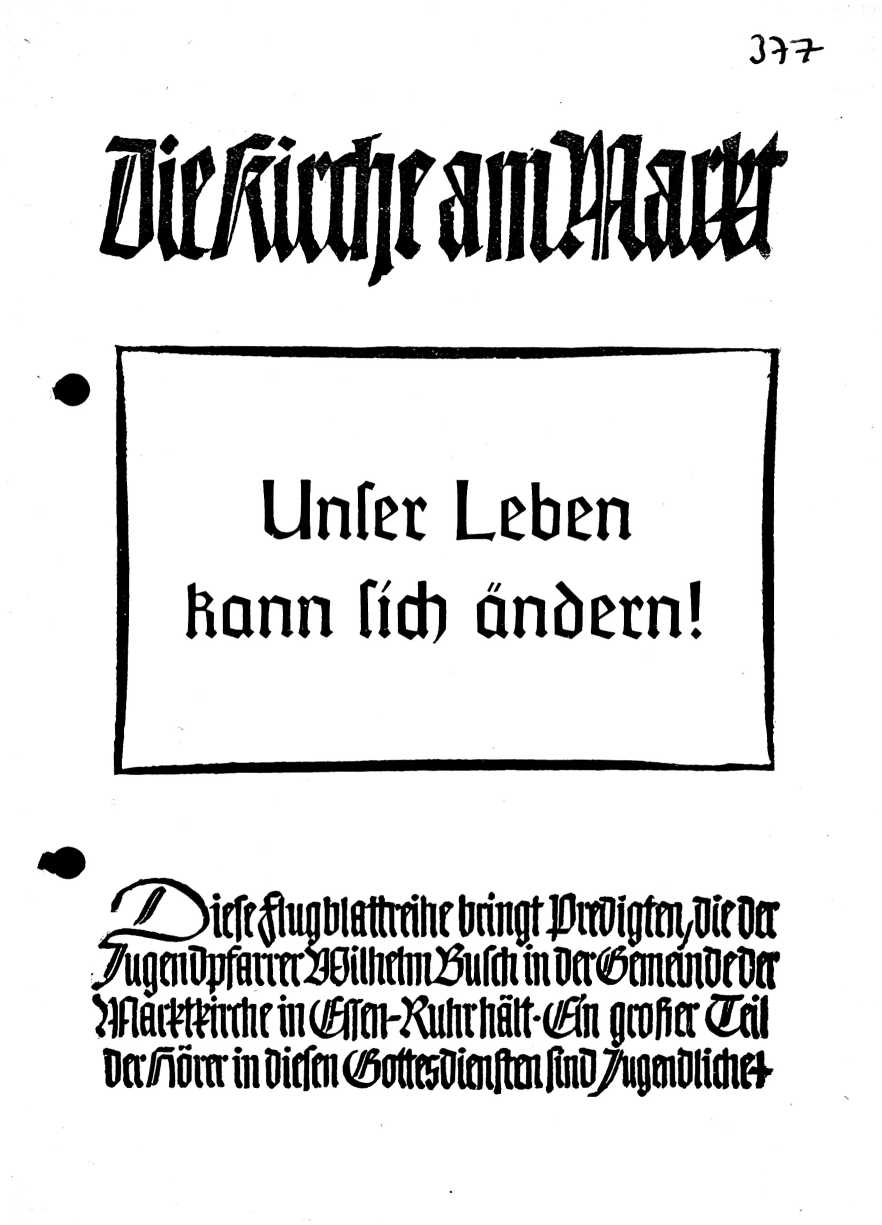 377
Die Kirche am Markt
Unſer Leben
kann ſich ändern!
Dieſe Flugblattreihe bringt Predigten, die der
Jugendpfarrer Wilhelm Buſch in der Gemeinde der
Marktkirche in Eſſen-Ruhr hält · Ein großer Teil
der Hörer in dieſen Gottesdienſten ſind Jugendliche +